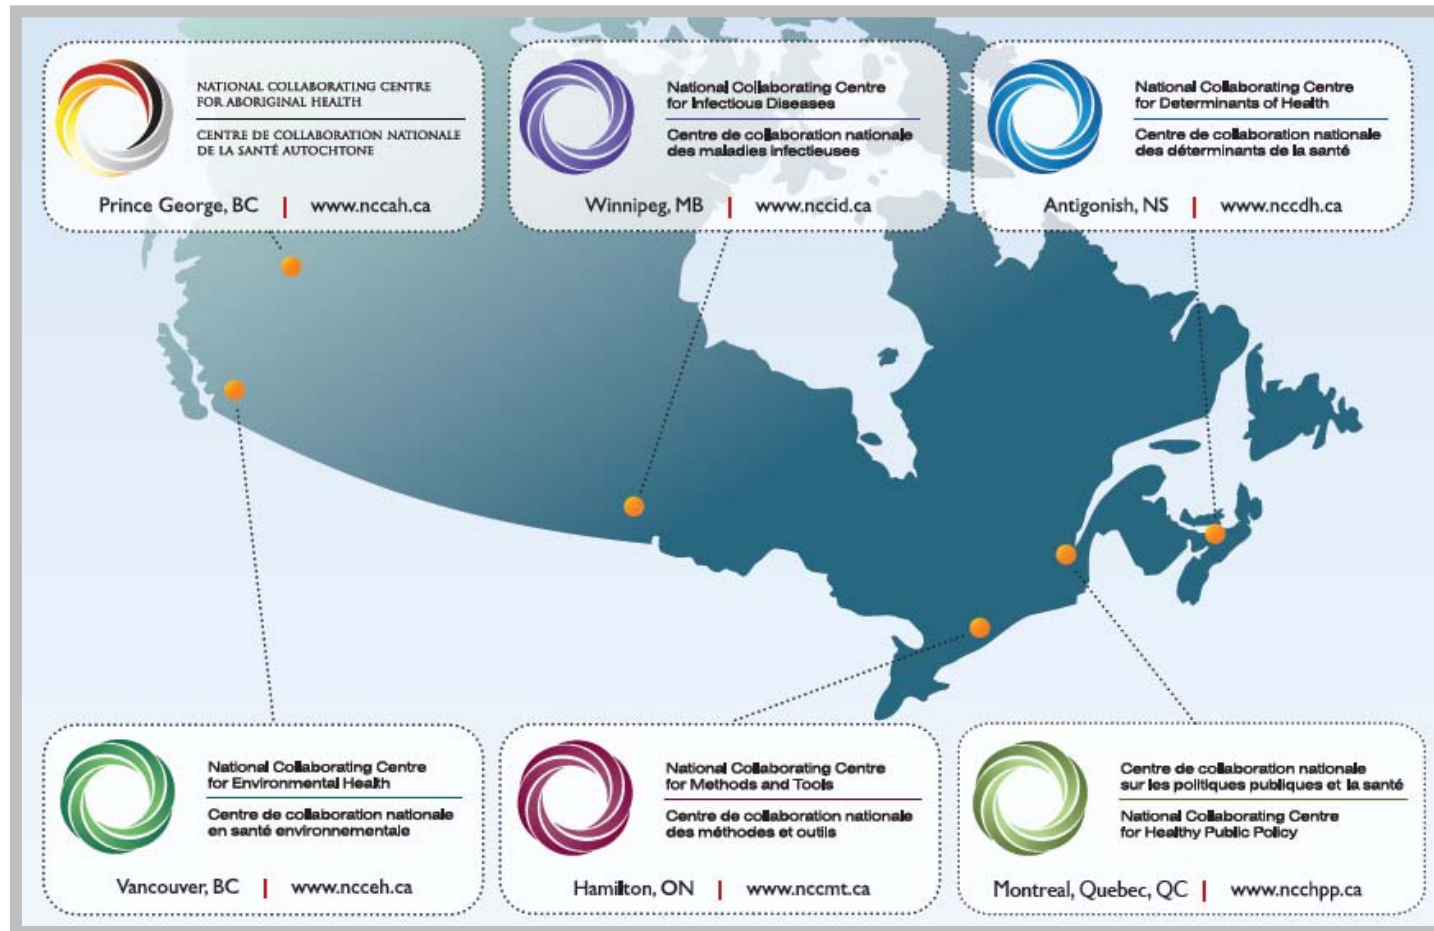 NATIONAL COLLABORATING CENTRE
FOR ABORIGINAL HEALTH
CENTRE DE COLLABORATION NATIONALE
DE LA SANTÉ AUTOCHTONE
Prince George, BC | www.nccah.ca
National Collaborating Centre
for Infectious Diseases
Centre de collaboration nationale
des maladies infectieuses
Winnipeg, MB | www.nccid.ca
National Collaborating Centre
for Determinants of Health
Centre de collaboration nationale
des déterminants de la santé
Antigonish, NS | www.nccdh.ca
National Collaborating Centre
for Environmental Health
Centre de collaboration nationale
en santé environnementale
Vancouver, BC | www.ncceh.ca
National Collaborating Centre
for Methods and Tools
Centre de collaboration nationale
des méthodes et outils
Hamilton, ON | www.nccmt.ca
Centre de collaboration nationale
sur les politiques publiques et la santé
National Collaborating Centre
for Healthy Public Policy
Montreal, Quebec, QC | www.ncchpp.ca